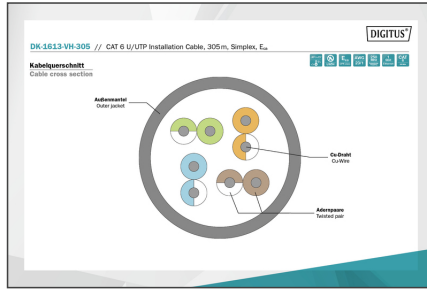 DIGITUS®
DK-1613-VH-305 // CAT 6 U/UTP Installation Cable, 305 m, Simplex, Eca
Kabelquerschnitt
Cable cross section
Außenmantel
Outer jacket
Cu-Draht
Cu-Wire
Adernpaare
Twisted pair